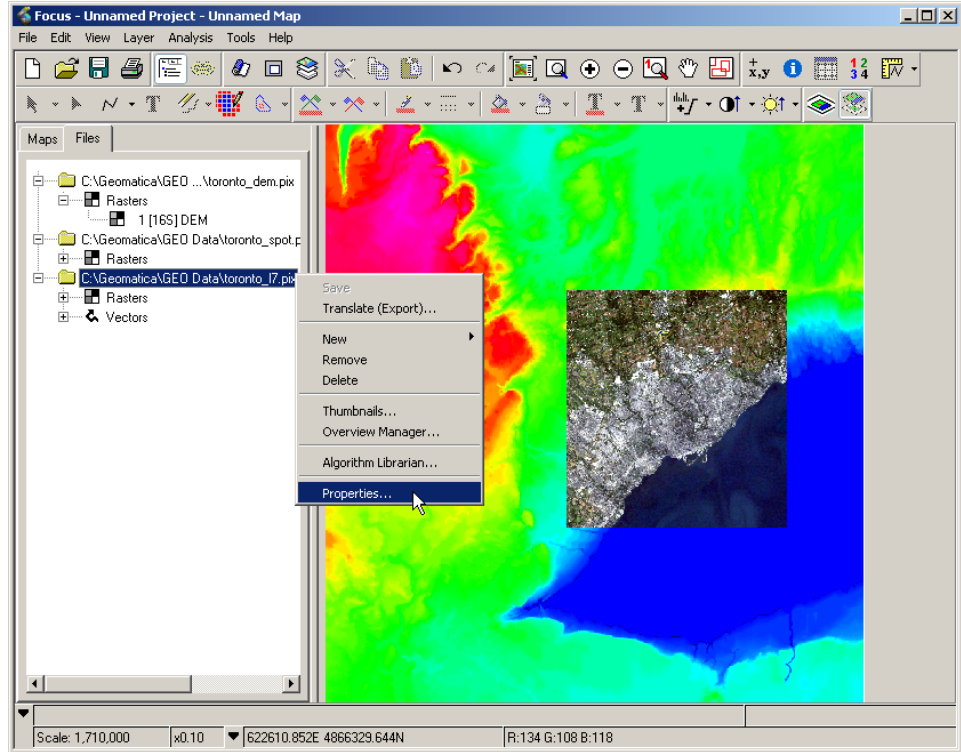 Focus - Unnamed Project - Unnamed Map
File Edit View Layer Analysis Tools Help
Maps Files
C:\Geomatica\GEO ...\toronto_dem.pix
Rasters
1 [16S] DEM
C:\Geomatica\GEO Data\toronto_spot.p
Rasters
C:\Geomatica\GEO Data\toronto_l7.pix
Rasters
Vectors
Save
Translate (Export)...
New
Remove
Delete
Thumbnails...
Overview Manager...
Algorithm Librarian...
Properties...
Scale: 1,710,000 x0.10 622610.852E 4866329.644N R:134 G:108 B:118